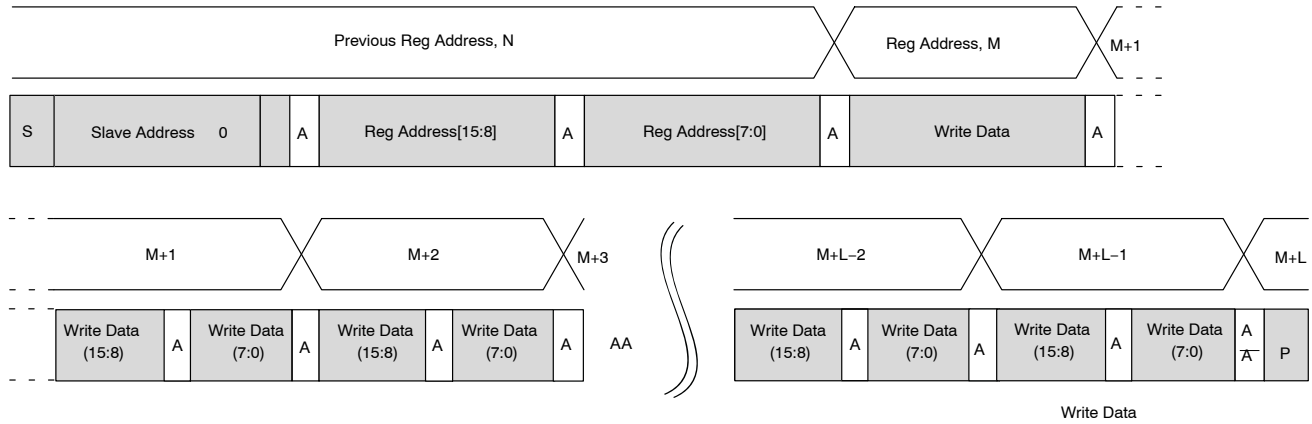 Previous Reg Address, N
Reg Address, M
M+1
S
Slave Address 0
A
Reg Address[15:8]
A
Reg Address[7:0]
A
Write Data
A
M+1
M+2
M+3
M+L−2
M+L−1
M+L
Write Data
(15:8)
A
Write Data
(7:0)
A
Write Data
(15:8)
A
Write Data
(7:0)
A
AA
Write Data
(15:8)
A
Write Data
(7:0)
A
Write Data
(15:8)
A
Write Data
(7:0)
A
A̅
P
Write Data